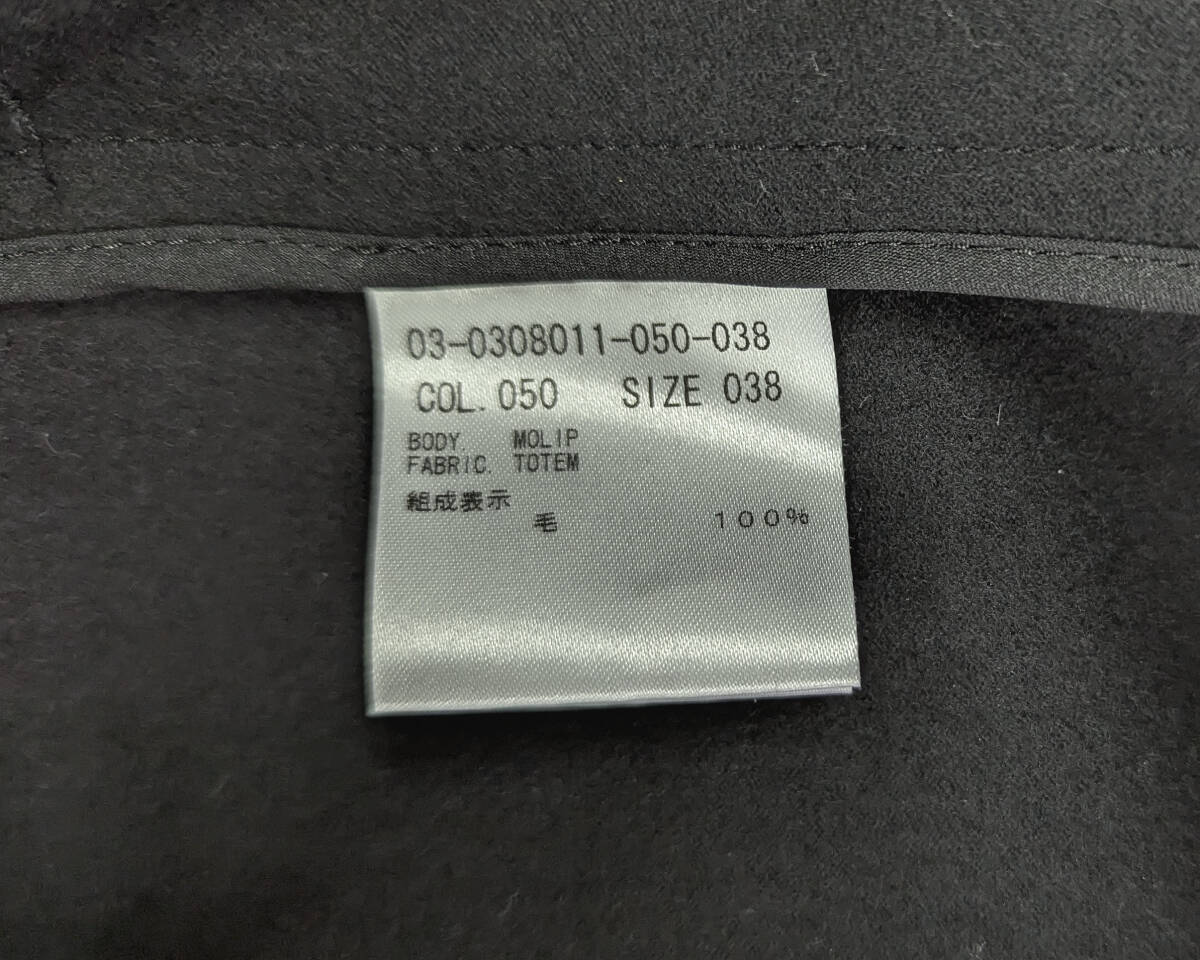 03-0308011-050-038
COL. 050 SIZE 038
BODY. MOLIP
FABRIC. TOTEM
組成表示
毛 100%